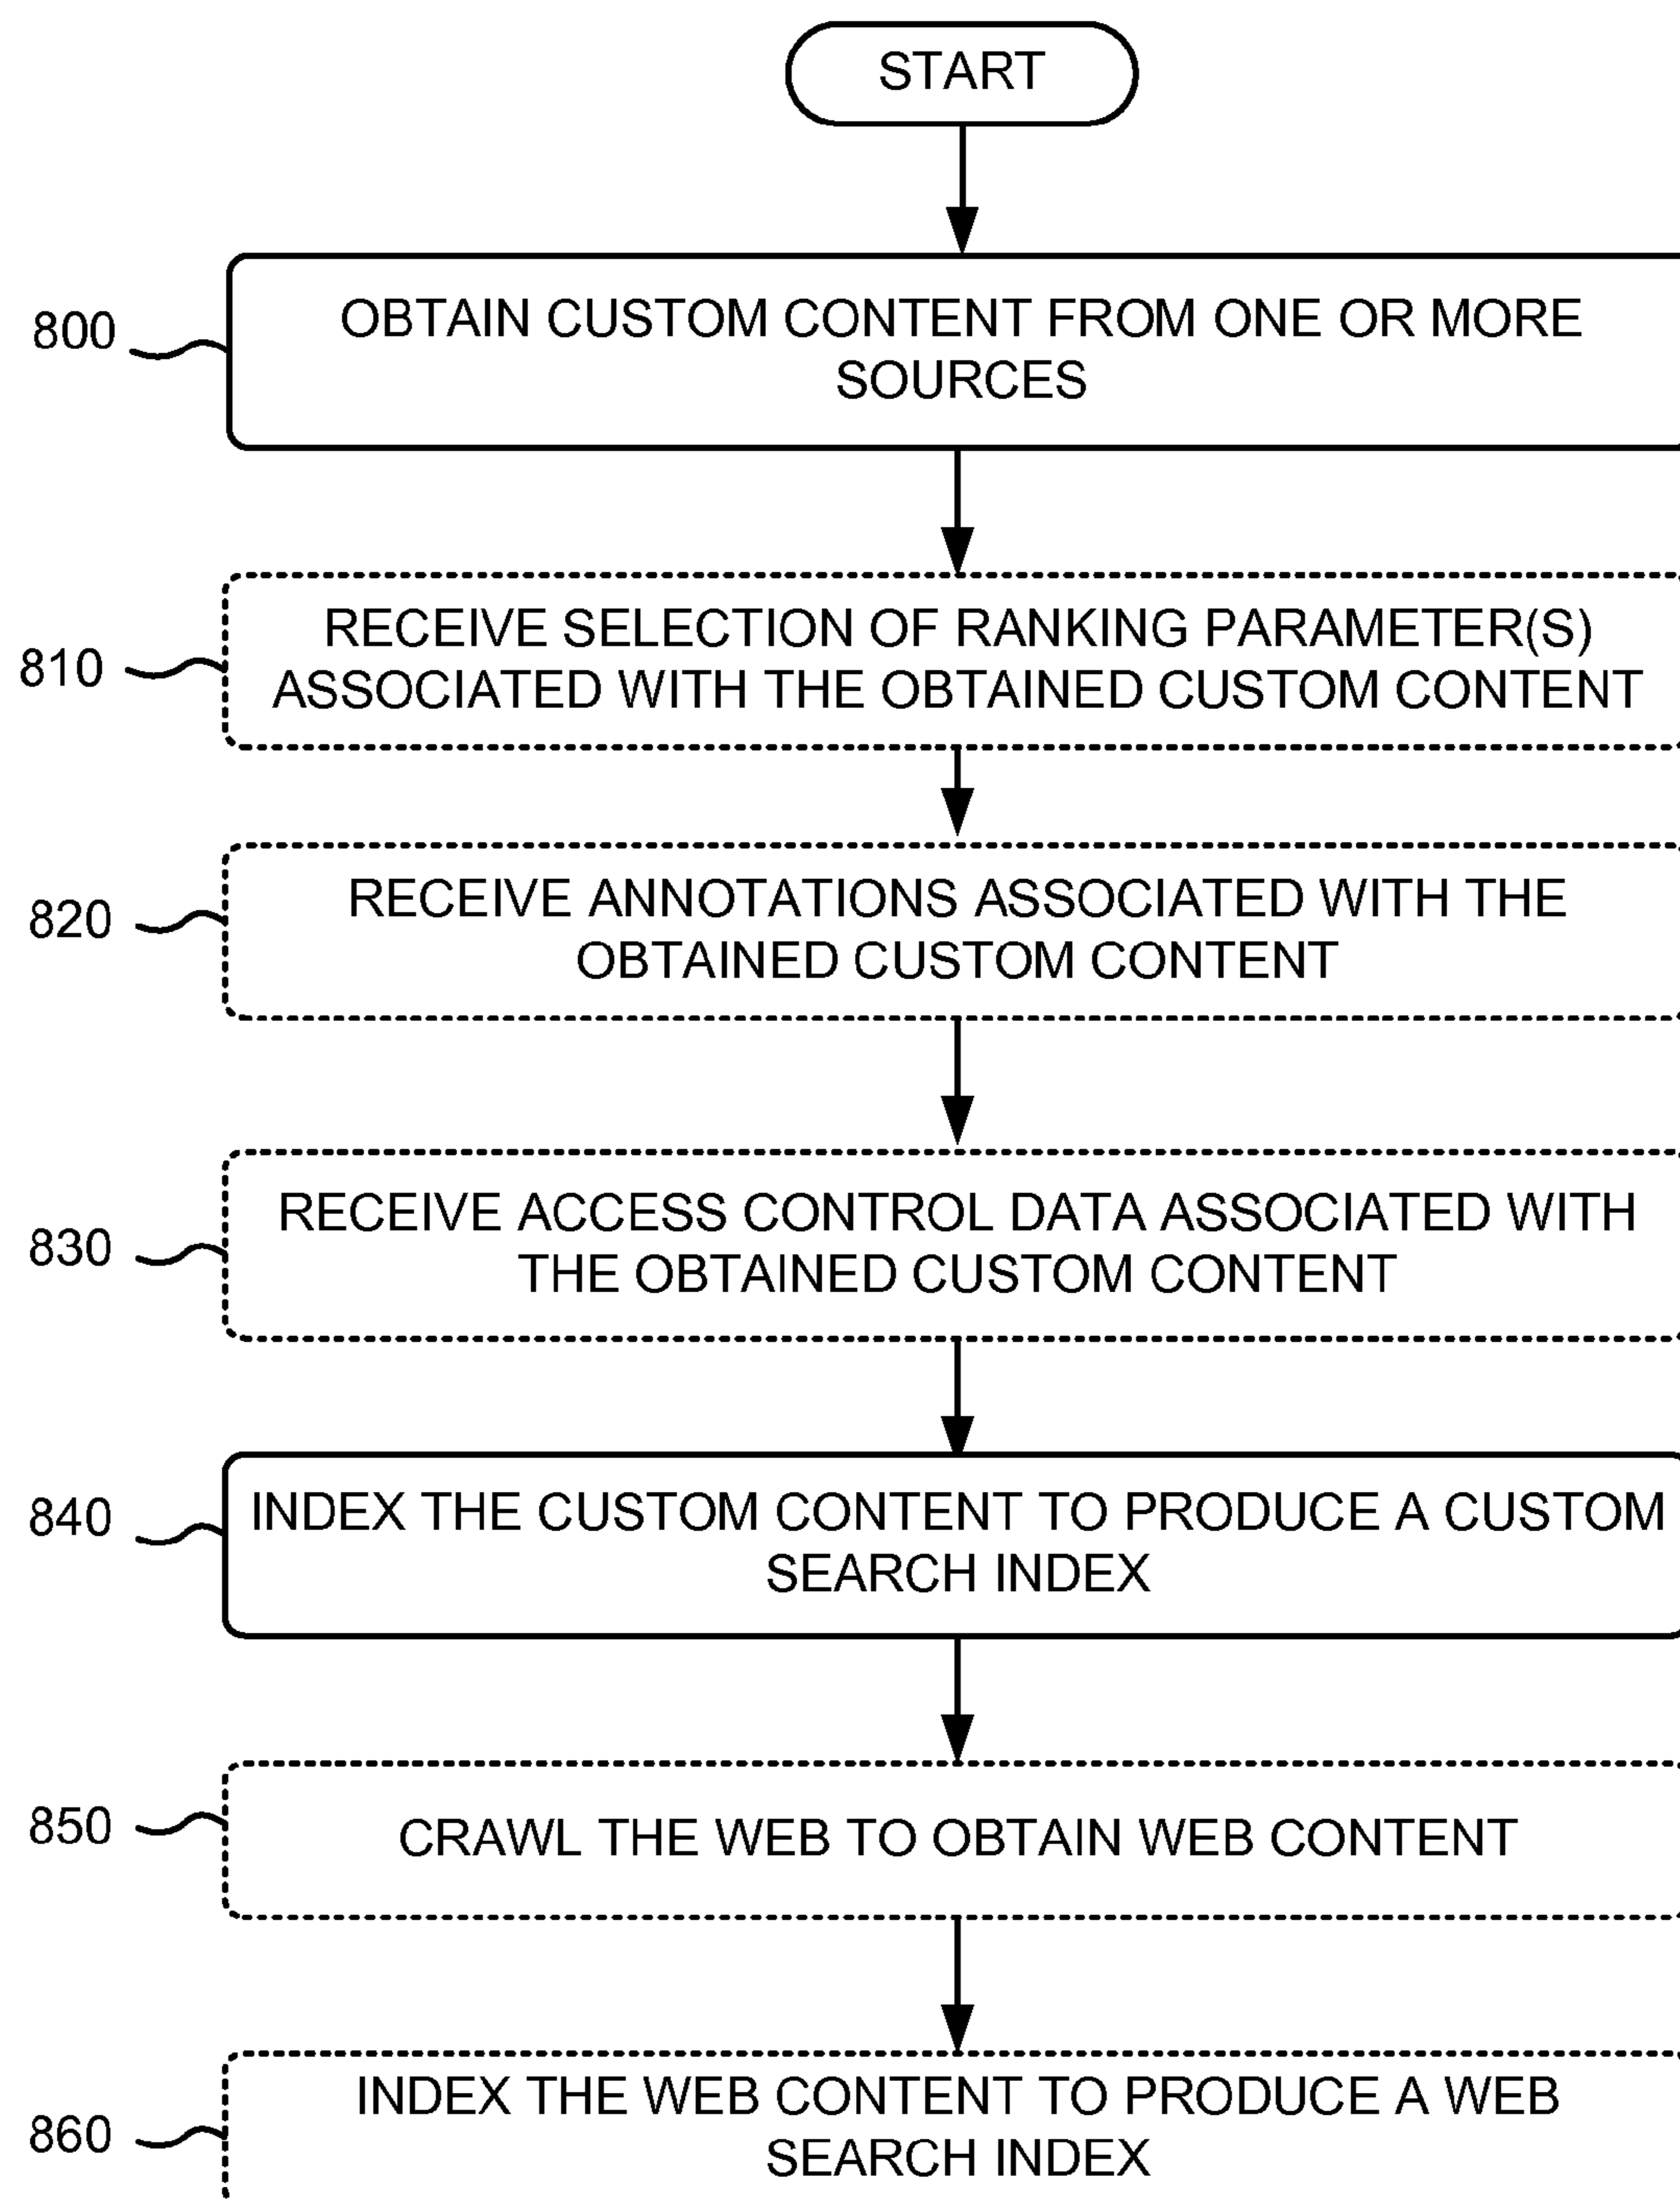 START
800
OBTAIN CUSTOM CONTENT FROM ONE OR MORE
SOURCES
810
RECEIVE SELECTION OF RANKING PARAMETER(S)
ASSOCIATED WITH THE OBTAINED CUSTOM CONTENT
820
RECEIVE ANNOTATIONS ASSOCIATED WITH THE
OBTAINED CUSTOM CONTENT
830
RECEIVE ACCESS CONTROL DATA ASSOCIATED WITH
THE OBTAINED CUSTOM CONTENT
840
INDEX THE CUSTOM CONTENT TO PRODUCE A CUSTOM
SEARCH INDEX
850
CRAWL THE WEB TO OBTAIN WEB CONTENT
860
INDEX THE WEB CONTENT TO PRODUCE A WEB
SEARCH INDEX